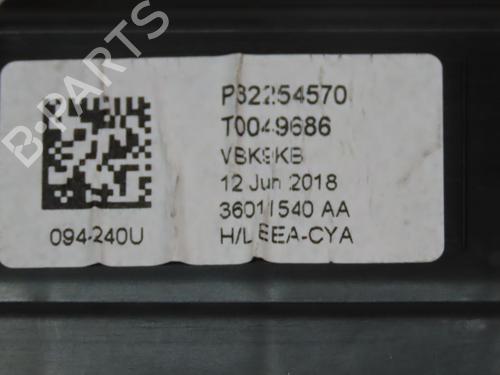 B-PARTS
P32254570
T0049686
VBK9KB
12 Jun 2018
36011540 AA
094-240U
H/L EEA-CYA